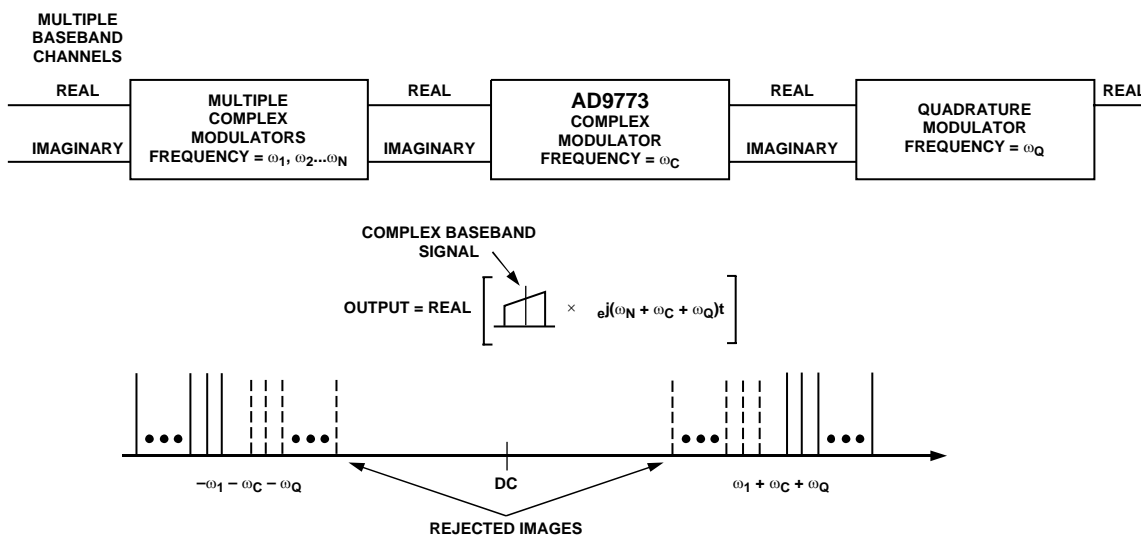 MULTIPLE
BASEBAND
CHANNELS
REAL
IMAGINARY
MULTIPLE
COMPLEX
MODULATORS
FREQUENCY = ω1, ω2...ωN
REAL
IMAGINARY
AD9773
COMPLEX
MODULATOR
FREQUENCY = ωC
REAL
IMAGINARY
QUADRATURE
MODULATOR
FREQUENCY = ωQ
REAL
COMPLEX BASEBAND
SIGNAL
OUTPUT = REAL [ × ej(ωN + ωC + ωQ)t ]
–ω1 – ωC – ωQ
DC
ω1 + ωC + ωQ
REJECTED IMAGES